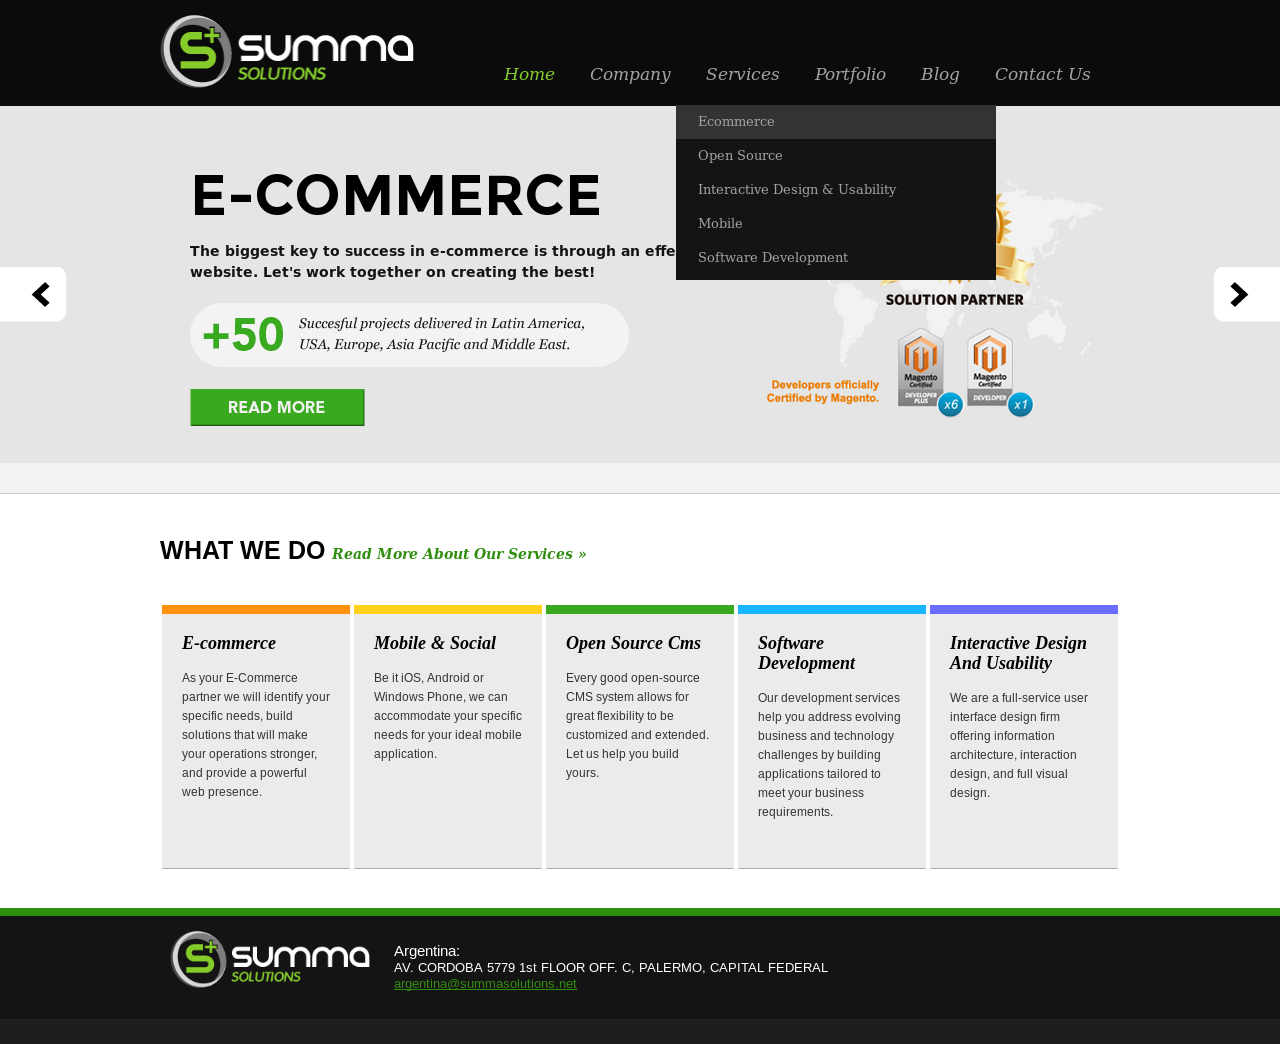 summa
SOLUTIONS
Home Company Services Portfolio Blog Contact Us
Ecommerce
Open Source
Interactive Design & Usability
Mobile
Software Development
E-COMMERCE
The biggest key to success in e-commerce is through an effe
website. Let's work together on creating the best!
+50 Succesful projects delivered in Latin America,
USA, Europe, Asia Pacific and Middle East.
READ MORE
SOLUTION PARTNER
Developers officially
Certified by Magento.
Magento
Certified
DEVELOPER
PLUS
x6
Magento
Certified
DEVELOPER
x1
WHAT WE DO Read More About Our Services »
E-commerce
As your E-Commerce
partner we will identify your
specific needs, build
solutions that will make
your operations stronger,
and provide a powerful
web presence.
Mobile & Social
Be it iOS, Android or
Windows Phone, we can
accommodate your specific
needs for your ideal mobile
application.
Open Source Cms
Every good open-source
CMS system allows for
great flexibility to be
customized and extended.
Let us help you build
yours.
Software
Development
Our development services
help you address evolving
business and technology
challenges by building
applications tailored to
meet your business
requirements.
Interactive Design
And Usability
We are a full-service user
interface design firm
offering information
architecture, interaction
design, and full visual
design.
summa
SOLUTIONS
Argentina:
AV. CORDOBA 5779 1st FLOOR OFF. C, PALERMO, CAPITAL FEDERAL
argentina@summasolutions.net